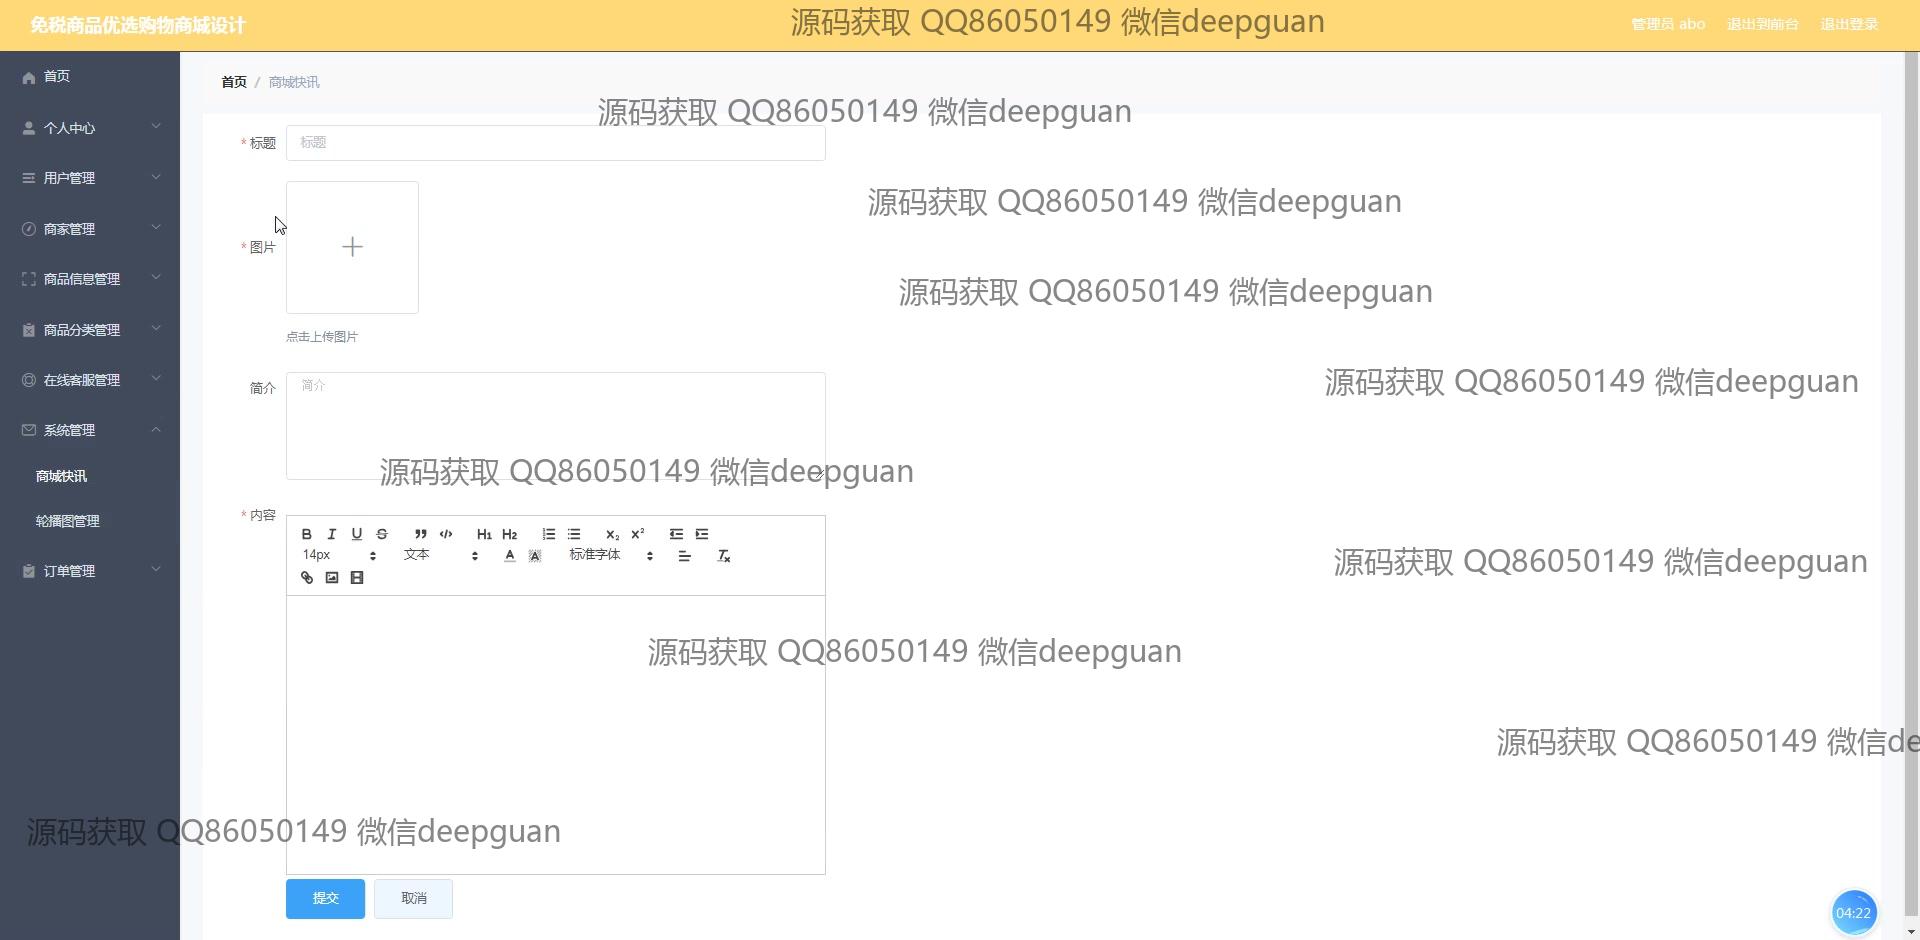 免税商品优选购物商城设计
源码获取 QQ86050149 微信deepguan
管理员 abo 退出到前台 退出登录
首页
个人中心
用户管理
商家管理
商品信息管理
商品分类管理
在线客服管理
系统管理
商城快讯
轮播图管理
订单管理
首页 / 商城快讯
源码获取 QQ86050149 微信deepguan
* 标题 标题
源码获取 QQ86050149 微信deepguan
* 图片
源码获取 QQ86050149 微信deepguan
点击上传图片
简介 简介
源码获取 QQ86050149 微信deepguan
源码获取 QQ86050149 微信deepguan
* 内容
B I U S H1 H2 X2 X2
14px 文本 A A 标准字体 Tx
源码获取 QQ86050149 微信deepguan
源码获取 QQ86050149 微信deepguan
源码获取 QQ86050149 微信de
源码获取 QQ86050149 微信deepguan
提交 取消
04:22